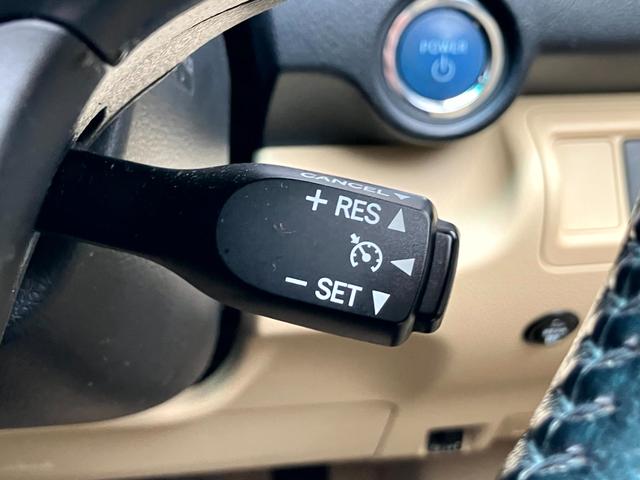 POWER
CANCEL
+ RES
- SET